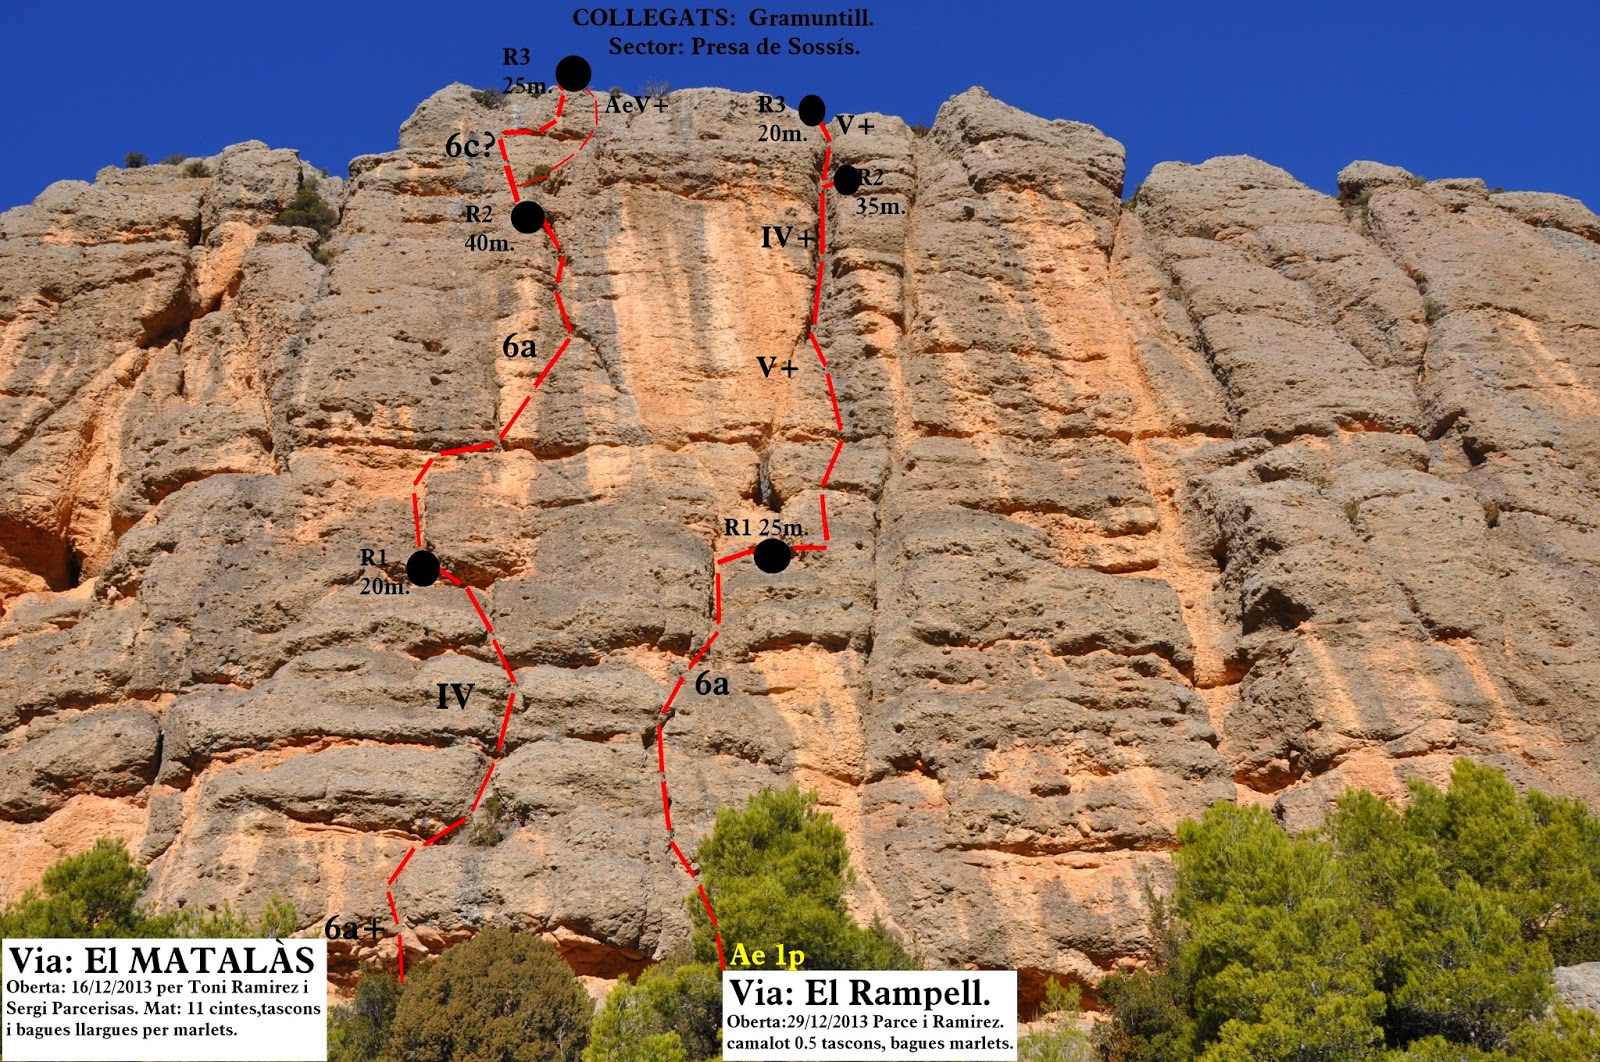 COLLEGATS: Gramuntill.
Sector: Presa de Sossís.
R3
25m.
AeV+
6c?
R2
40m.
6a
R1
20m.
IV
6a+
R3
20m.
V+
R2
35m.
IV+
V+
R1 25m.
6a
Ae 1p
Via: El MATALÀS
Oberta: 16/12/2013 per Toni Ramirez i
Sergi Parcerisas. Mat: 11 cintes,tascons
i bagues llargues per marlets.
Via: El Rampell.
Oberta:29/12/2013 Parce i Ramirez.
camalot 0.5 tascons, bagues marlets.